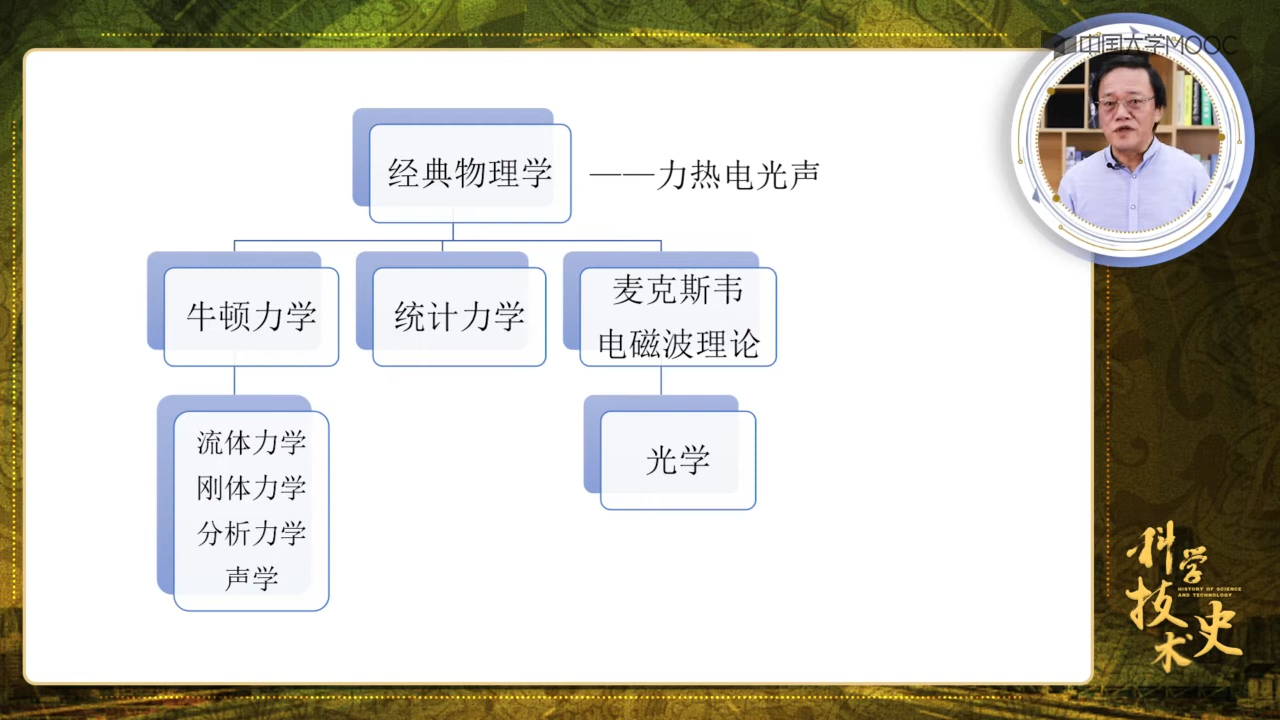 中国大学MOOC
经典物理学
——力热电光声
牛顿力学
统计力学
麦克斯韦
电磁波理论
流体力学
刚体力学
分析力学
声学
光学
科学
技术史
HISTORY OF SCIENCE
AND TECHNOLOGY